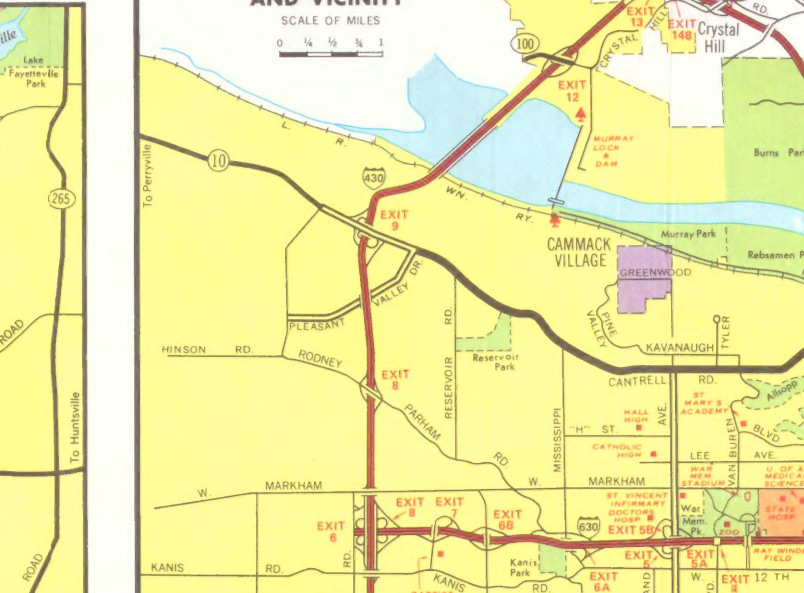 AND VICINITY
SCALE OF MILES
0 ¼ ½ ¾ 1
Lake
Fayetteville
Park
265
ROAD
To Huntsville
ROAD
To Perryville
10
L. R. WN. RY.
430
100
EXIT
13
EXIT
14B
CRYSTAL HILL
RD.
Crystal
Hill
EXIT
12
MURRAY
LOCK
&
DAM
Burns
Murray Park
Rebsamen
EXIT
9
CAMMACK
VILLAGE
GREENWOOD
PLEASANT VALLEY DR.
PINE
VALLEY
TYLER
KAVANAUGH
HINSON RD.
RODNEY PARHAM RD.
RESERVOIR RD.
Reservoir
Park
EXIT
8
CANTRELL RD.
MISSISSIPPI
AVE.
Allsopp
ST
MARY'S
ACADEMY
HALL
HIGH
"H" ST.
CATHOLIC
HIGH
VAN BUREN
BLVD
LEE AVE.
WAR
MEM.
STADIUM
U. OF A
MEDICAL
SCIENCE
W. MARKHAM
W. MARKHAM
EXIT
8
EXIT
7
EXIT
6B
EXIT
6
RD.
ST. VINCENT
INFIRMARY
DOCTORS
HOSP
630
EXIT 5B
War
Mem.
Pk.
ZOO
STATE
HOSP
EXIT
5
EXIT
5A
RAY WINDER
FIELD
KANIS RD.
KANIS RD.
Kanis
Park
EXIT
6A
W. 12 TH
EXIT
4